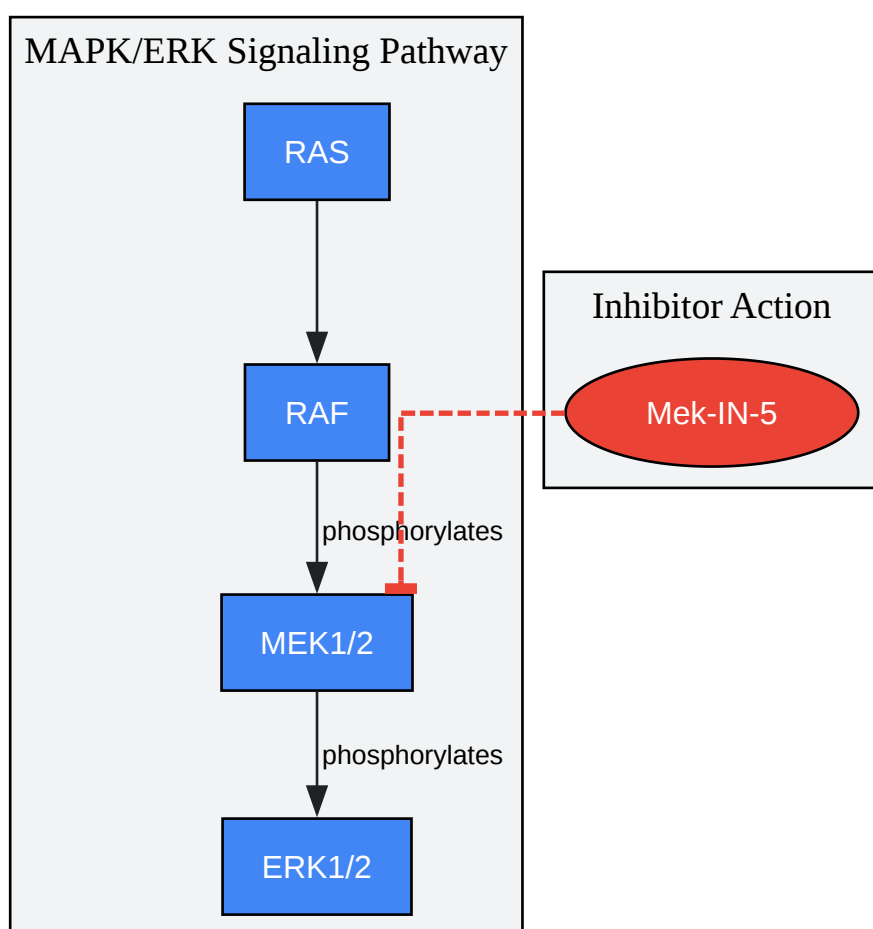 MAPK/ERK Signaling Pathway
RAS
Inhibitor Action
RAF
Mek-IN-5
phosphorylates
MEK1/2
phosphorylates
ERK1/2